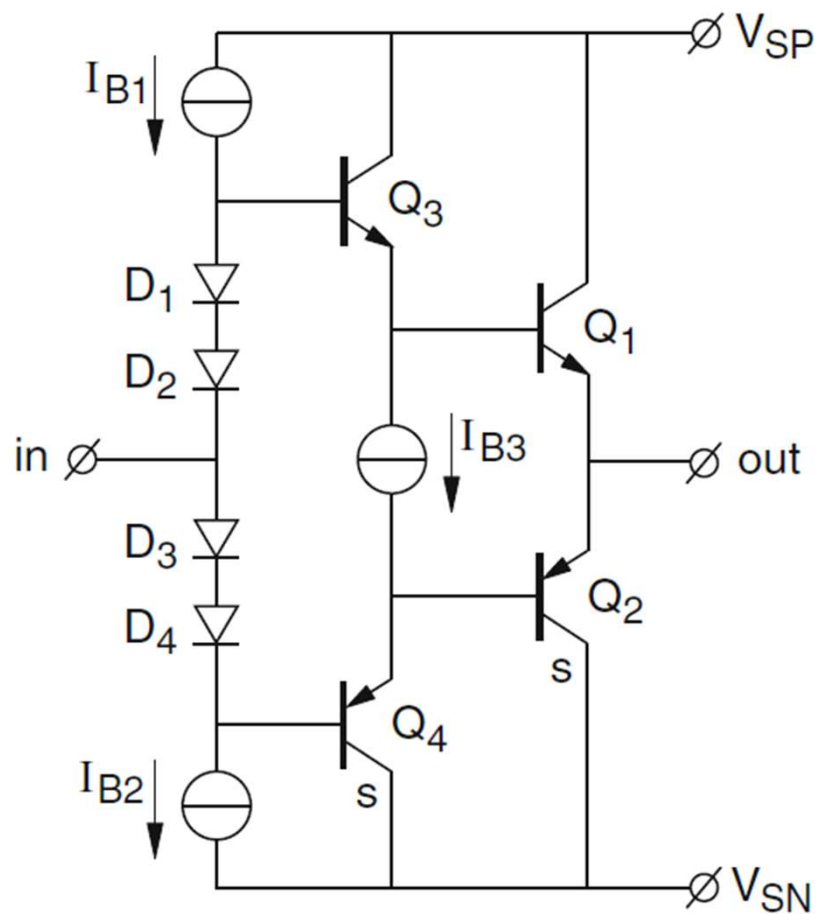 V_SP
I_B1
Q_3
D_1
Q_1
D_2
in
I_B3
out
D_3
D_4
Q_2
s
Q_4
I_B2
s
V_SN